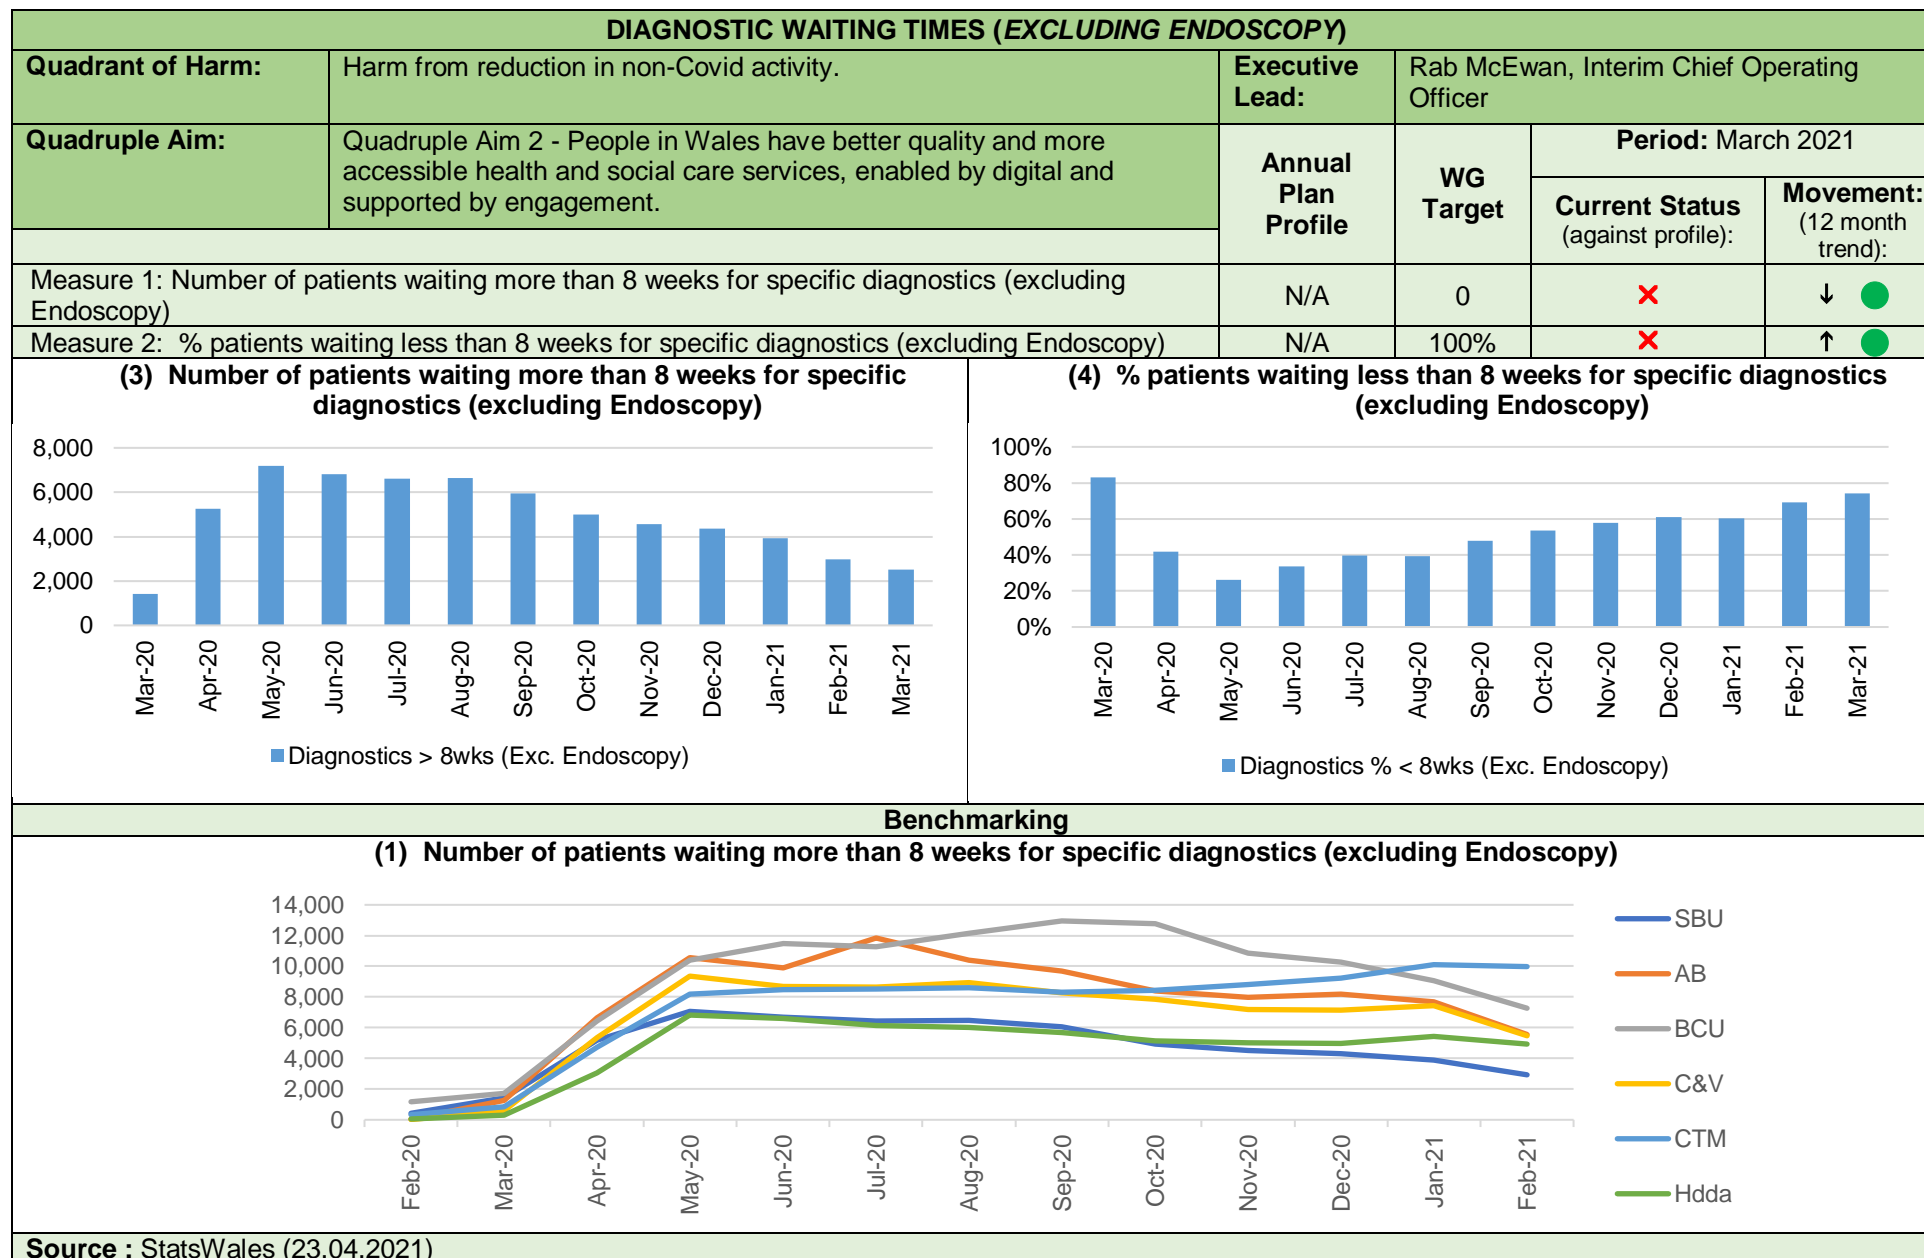 DIAGNOSTIC WAITING TIMES (EXCLUDING ENDOSCOPY)
Quadrant of Harm:
Harm from reduction in non-Covid activity.
Executive
Lead:
Rab McEwan, Interim Chief Operating
Officer
Quadruple Aim:
Quadruple Aim 2 - People in Wales have better quality and more
accessible health and social care services, enabled by digital and
supported by engagement.
Annual
Plan
Profile
WG
Target
Period: March 2021
Current Status
(against profile):
Movement:
(12 month
trend):
Measure 1: Number of patients waiting more than 8 weeks for specific diagnostics (excluding
Endoscopy)
N/A
0
Measure 2: % patients waiting less than 8 weeks for specific diagnostics (excluding Endoscopy)
N/A
100%
(3) Number of patients waiting more than 8 weeks for specific
diagnostics (excluding Endoscopy)
8,000
6,000
4,000
2,000
0
Mar-20
Apr-20
May-20
Jun-20
Jul-20
Aug-20
Sep-20
Oct-20
Nov-20
Dec-20
Jan-21
Feb-21
Mar-21
Diagnostics > 8wks (Exc. Endoscopy)
(4) % patients waiting less than 8 weeks for specific diagnostics
(excluding Endoscopy)
100%
80%
60%
40%
20%
0%
Mar-20
Apr-20
May-20
Jun-20
Jul-20
Aug-20
Sep-20
Oct-20
Nov-20
Dec-20
Jan-21
Feb-21
Mar-21
Diagnostics % < 8wks (Exc. Endoscopy)
Benchmarking
(1) Number of patients waiting more than 8 weeks for specific diagnostics (excluding Endoscopy)
14,000
12,000
10,000
8,000
6,000
4,000
2,000
0
Feb-20
Mar-20
Apr-20
May-20
Jun-20
Jul-20
Aug-20
Sep-20
Oct-20
Nov-20
Dec-20
Jan-21
Feb-21
SBU
AB
BCU
C&V
CTM
Hdda
Source : StatsWales (23.04.2021)